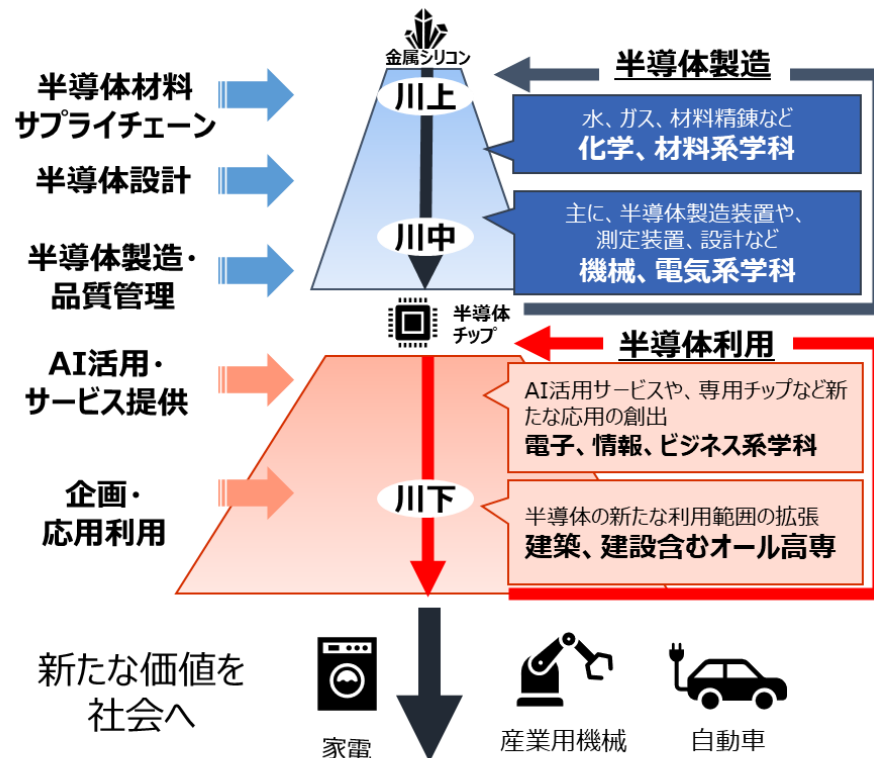 金属シリコン
川上
半導体材料
サプライチェーン
半導体設計
川中
半導体製造・
品質管理
半導体製造
水、ガス、材料精錬など
化学、材料系学科
主に、半導体製造装置や、
測定装置、設計など
機械、電気系学科
半導体
チップ
AI活用・
サービス提供
企画・
応用利用
川下
半導体利用
AI活用サービスや、専用チップなど新
たな応用の創出
電子、情報、ビジネス系学科
半導体の新たな利用範囲の拡張
建築、建設含むオール高専
新たな価値を
社会へ
家電
産業用機械
自動車